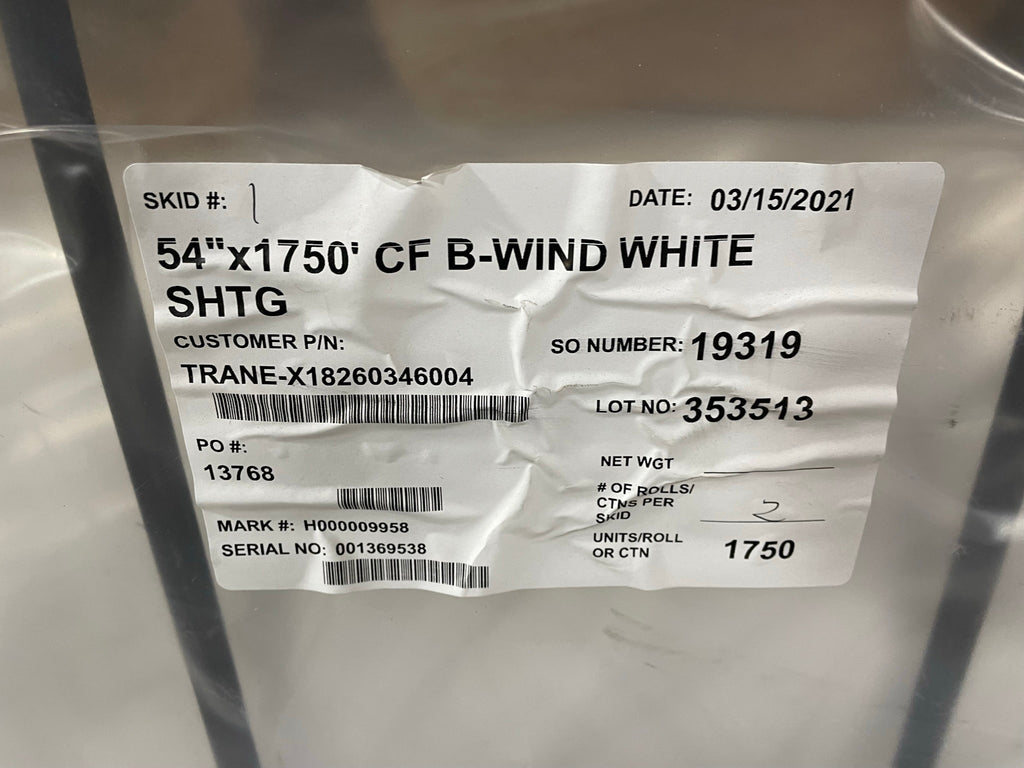 SKID #: 1
DATE: 03/15/2021
54"x1750' CF B-WIND WHITE
SHTG
CUSTOMER P/N:
TRANE-X18260346004
SO NUMBER: 19319
LOT NO: 353513
PO #:
13768
NET WGT
# OF ROLLS/
CTNS PER
SKID
2
MARK #: H000009958
SERIAL NO: 001369538
UNITS/ROLL
OR CTN
1750